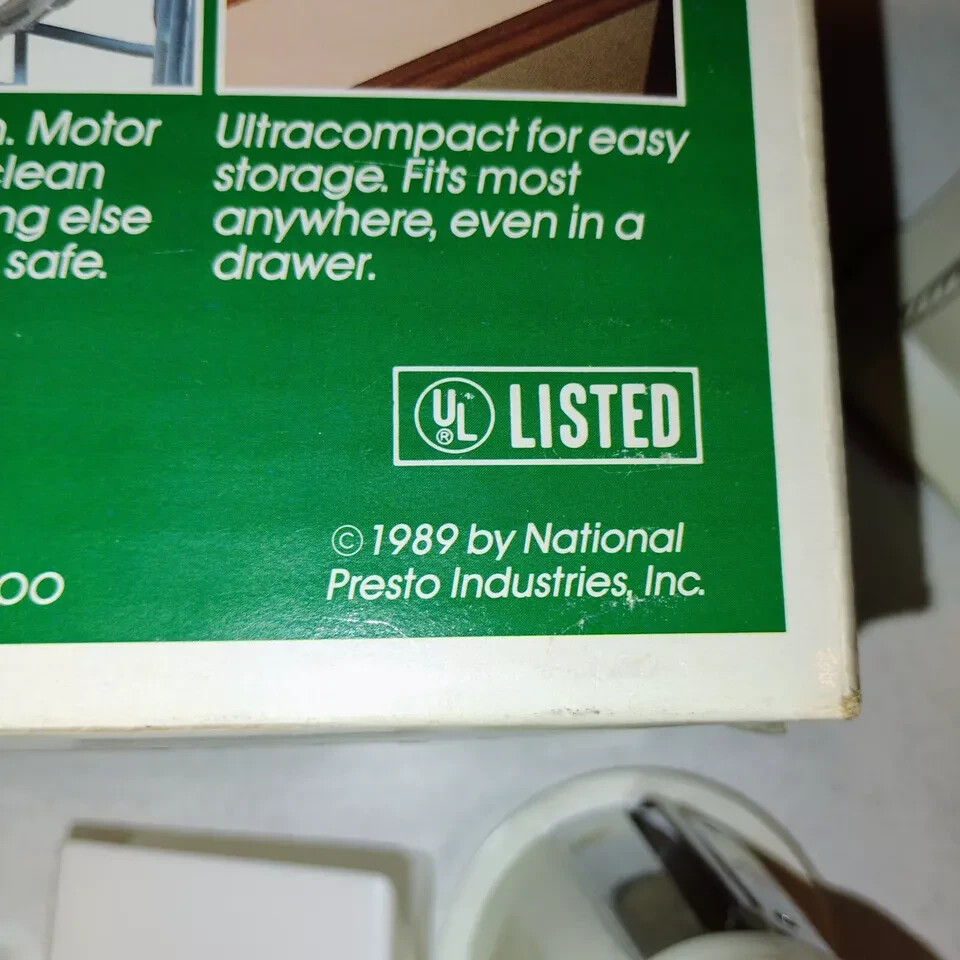 . Motor
clean
ng else
safe.
Ultracompact for easy
storage. Fits most
anywhere, even in a
drawer.
UL® LISTED
© 1989 by National
Presto Industries, Inc.
00